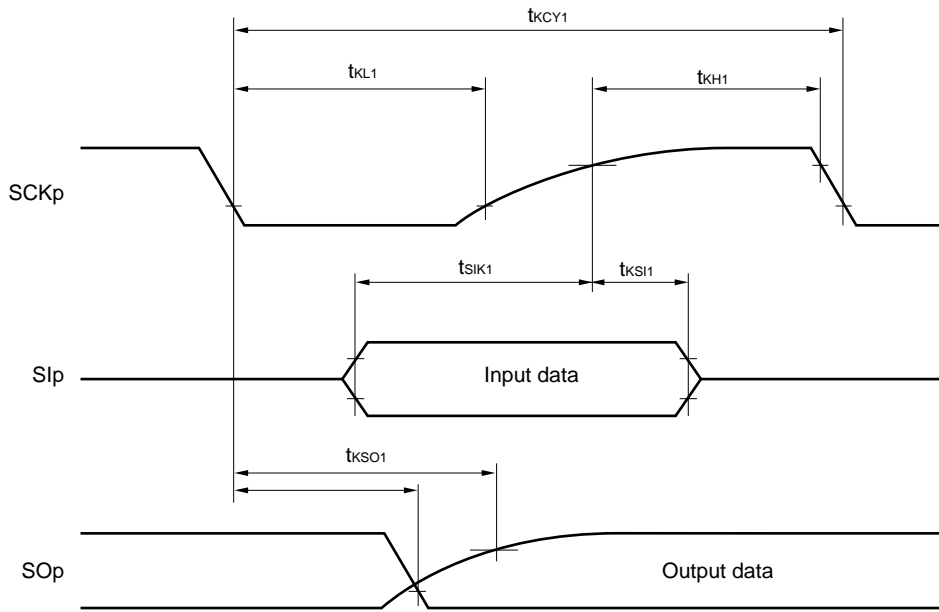 tKCY1
tKL1
tKH1
SCKp
tSIK1
tKSI1
SIp
Input data
tKSO1
SOp
Output data